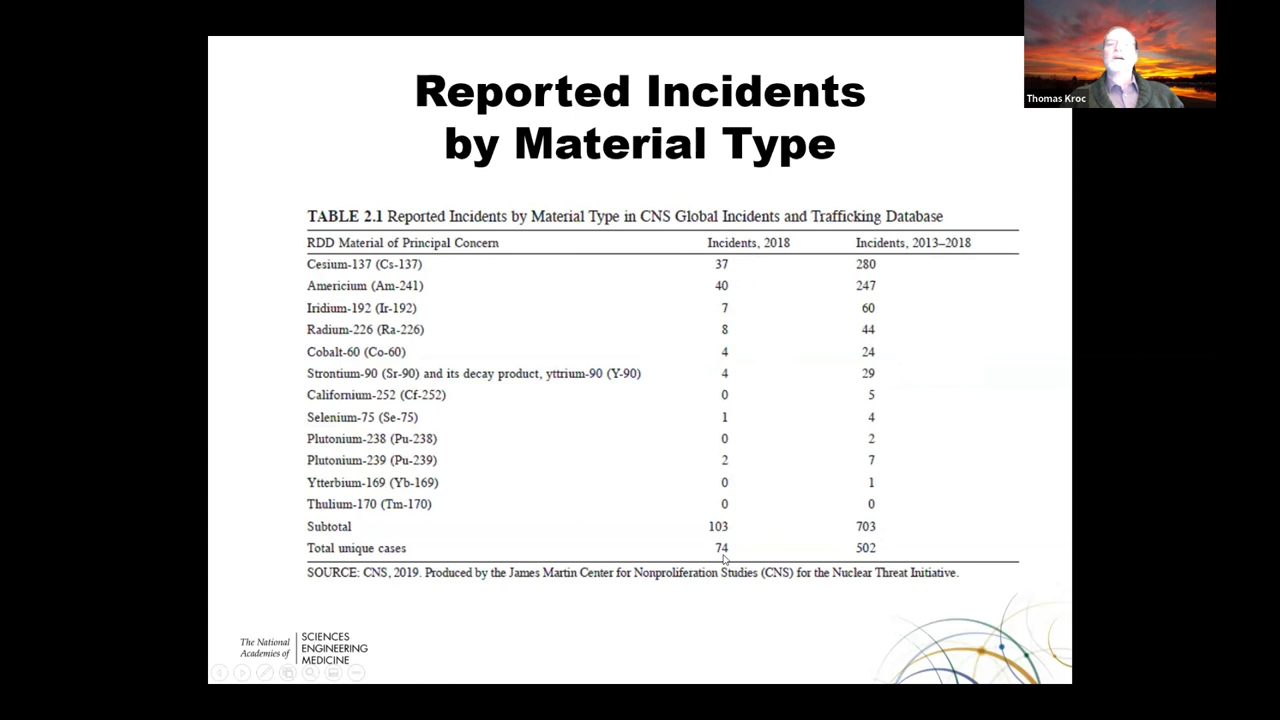 Reported Incidents
by Material Type
Thomas Kroc
TABLE 2.1 Reported Incidents by Material Type in CNS Global Incidents and Trafficking Database
RDD Material of Principal Concern Incidents, 2018 Incidents, 2013–2018
Cesium-137 (Cs-137) 37 280
Americium (Am-241) 40 247
Iridium-192 (Ir-192) 7 60
Radium-226 (Ra-226) 8 44
Cobalt-60 (Co-60) 4 24
Strontium-90 (Sr-90) and its decay product, yttrium-90 (Y-90) 4 29
Californium-252 (Cf-252) 0 5
Selenium-75 (Se-75) 1 4
Plutonium-238 (Pu-238) 0 2
Plutonium-239 (Pu-239) 2 7
Ytterbium-169 (Yb-169) 0 1
Thulium-170 (Tm-170) 0 0
Subtotal 103 703
Total unique cases 74 502
SOURCE: CNS, 2019. Produced by the James Martin Center for Nonproliferation Studies (CNS) for the Nuclear Threat Initiative.
The National
Academies of
SCIENCES
ENGINEERING
MEDICINE